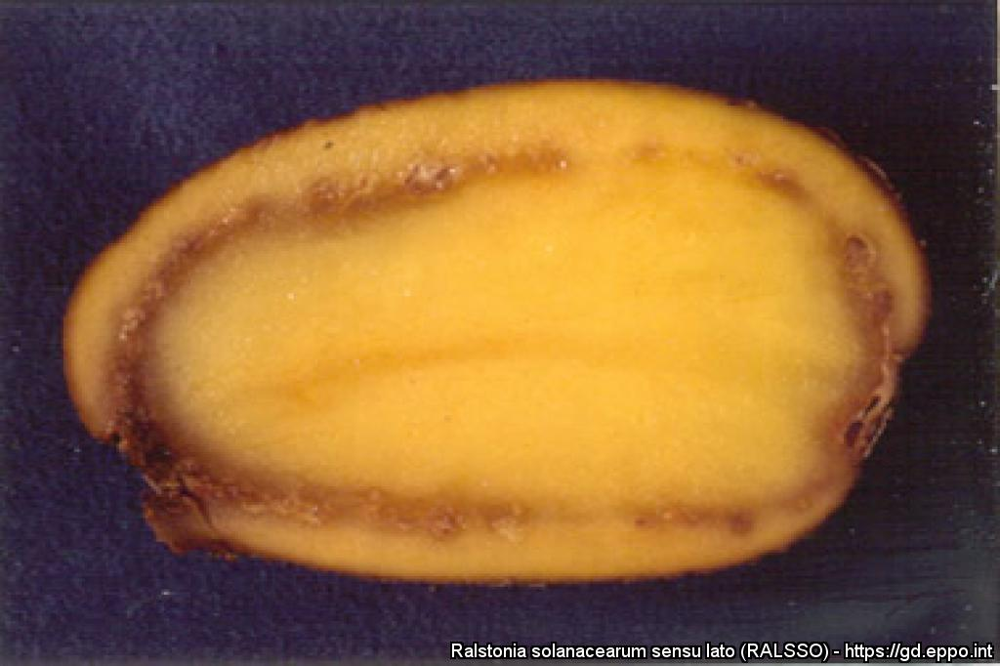 Ralstonia solanacearum sensu lato (RALSSO) - https://gd.eppo.int